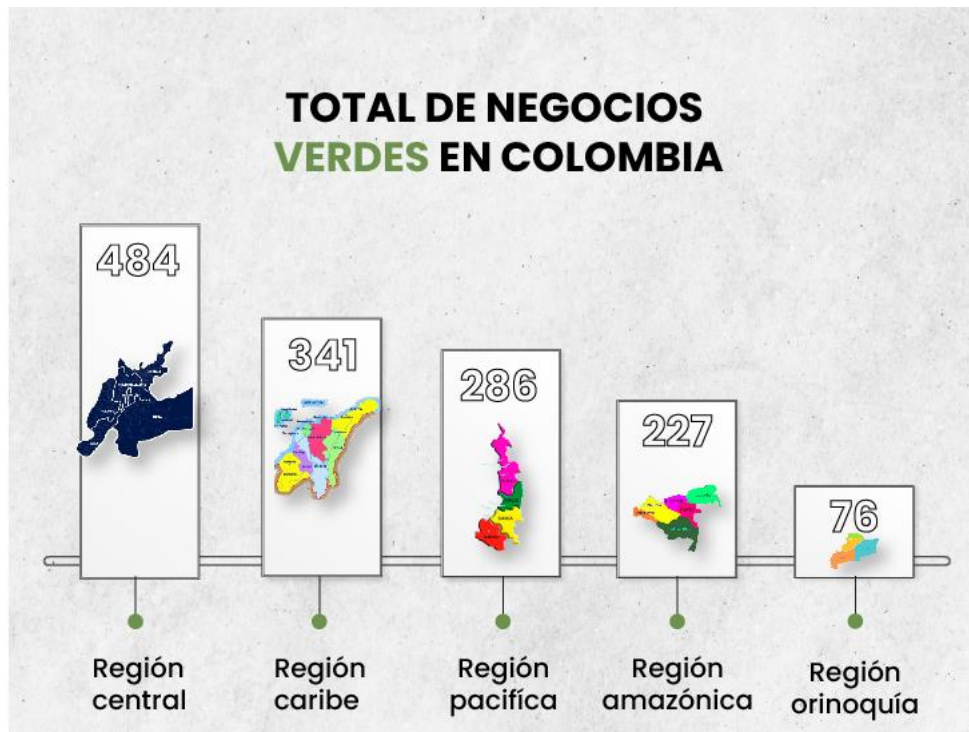 TOTAL DE NEGOCIOS
VERDES EN COLOMBIA
484
341
286
227
76
Región
central
Región
caribe
Región
pacifíca
Región
amazónica
Región
orinoquía